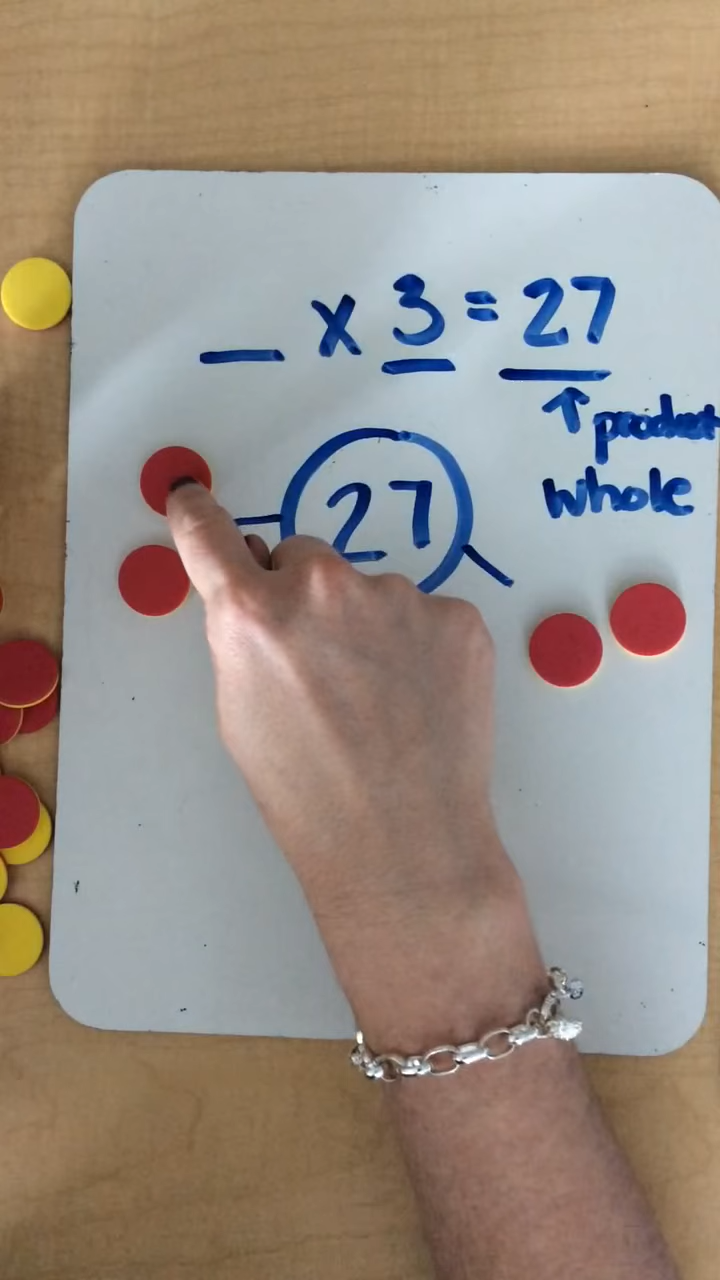 _ x 3 = 27
↑ product
whole
27